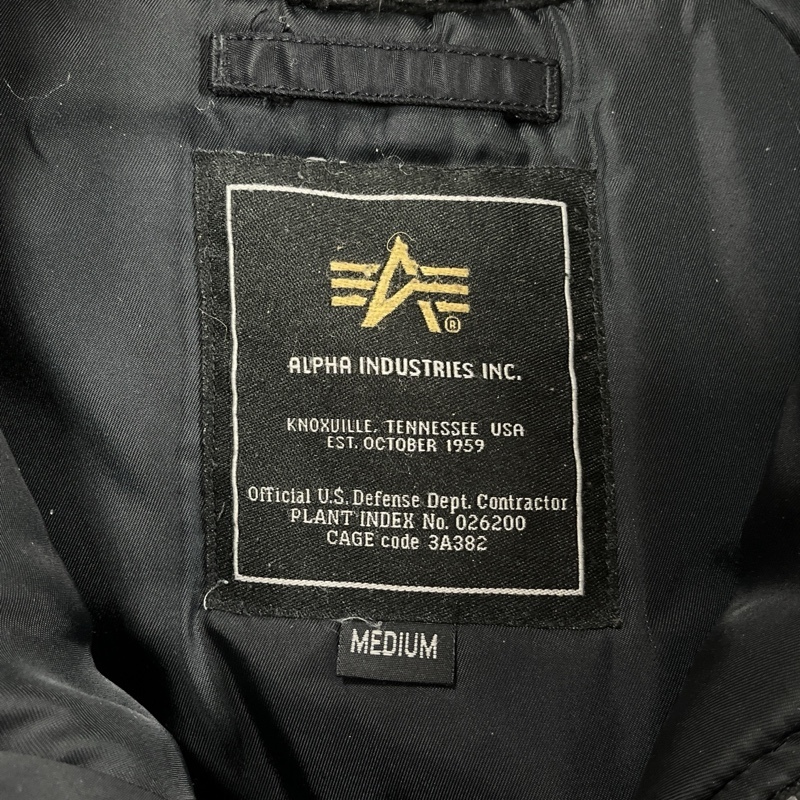 ®
ALPHA INDUSTRIES INC.
KNOXVILLE, TENNESSEE USA
EST. OCTOBER 1959
Official U.S. Defense Dept. Contractor
PLANT INDEX No. 026200
CAGE code 3A382
MEDIUM